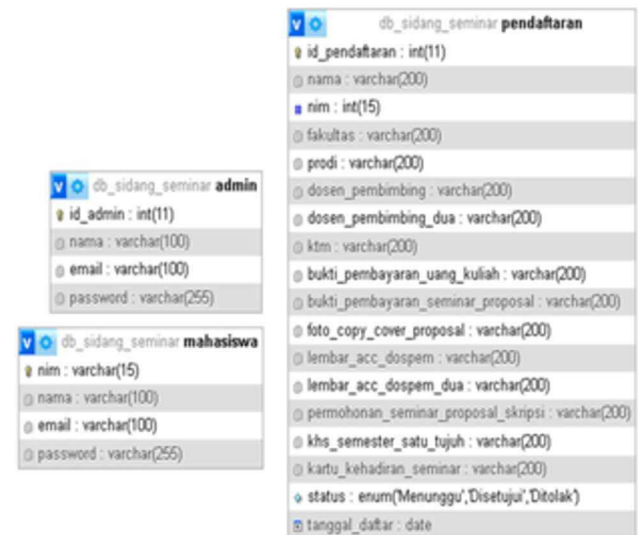 db_sidang_seminar admin
id_admin : int(11)
nama : varchar(100)
email : varchar(100)
password : varchar(255)
db_sidang_seminar mahasiswa
nim : varchar(15)
nama : varchar(100)
email : varchar(100)
password : varchar(255)
db_sidang_seminar pendaftaran
id_pendaftaran : int(11)
nama : varchar(200)
nim : int(15)
fakultas : varchar(200)
prodi : varchar(200)
dosen_pembimbing : varchar(200)
dosen_pembimbing_dua : varchar(200)
ktm : varchar(200)
bukti_pembayaran_uang_kuliah : varchar(200)
bukti_pembayaran_seminar_proposal : varchar(200)
foto_copy_cover_proposal : varchar(200)
lembar_acc_dospem : varchar(200)
lembar_acc_dospem_dua : varchar(200)
permohonan_seminar_proposal_skripsi : varchar(200)
khs_semester_satu_tujuh : varchar(200)
kartu_kehadiran_seminar : varchar(200)
status : enum('Menunggu','Disetujui','Ditolak')
tanggal_daftar : date